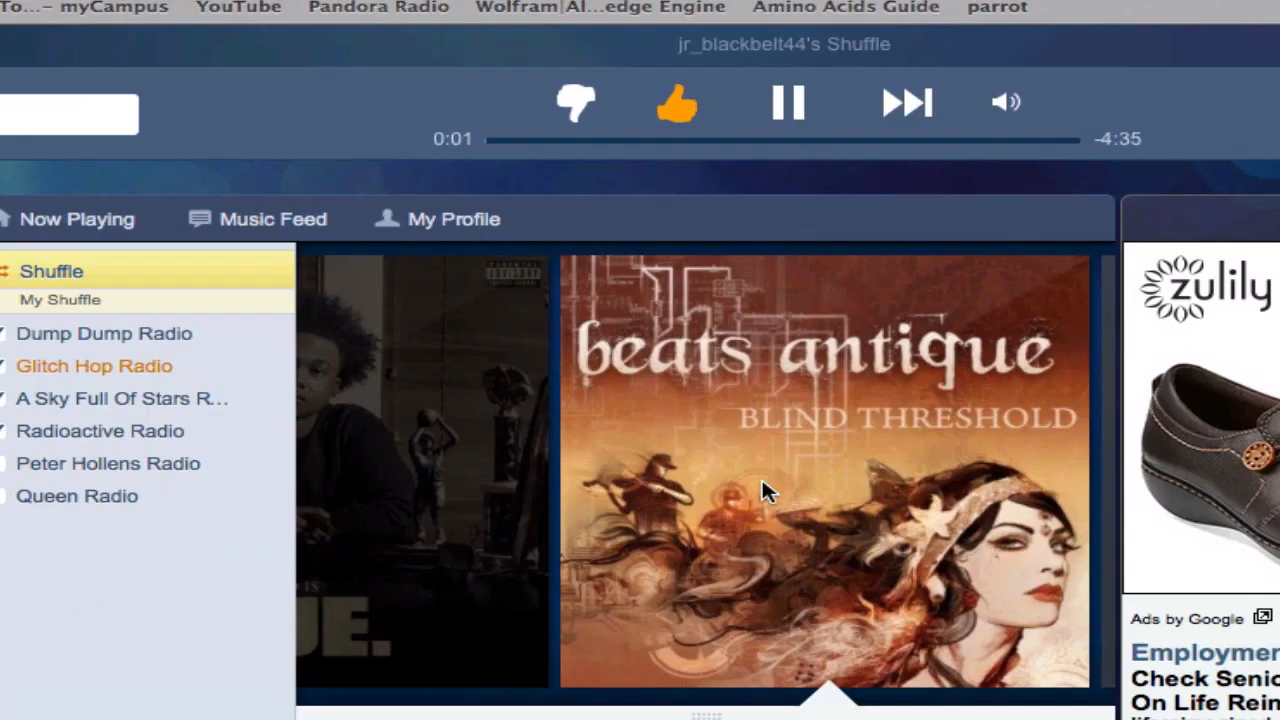 To...- myCampus YouTube Pandora Radio Wolfram|Al...edge Engine Amino Acids Guide parrot
jr_blackbelt44's Shuffle
0:01 -4:35
Now Playing Music Feed My Profile
Shuffle
My Shuffle
Dump Dump Radio
Glitch Hop Radio
A Sky Full Of Stars R...
Radioactive Radio
Peter Hollens Radio
Queen Radio
beats antique
BLIND THRESHOLD
IS
UE.
zulily
Ads by Google
Employmen
Check Senio
On Life Rein